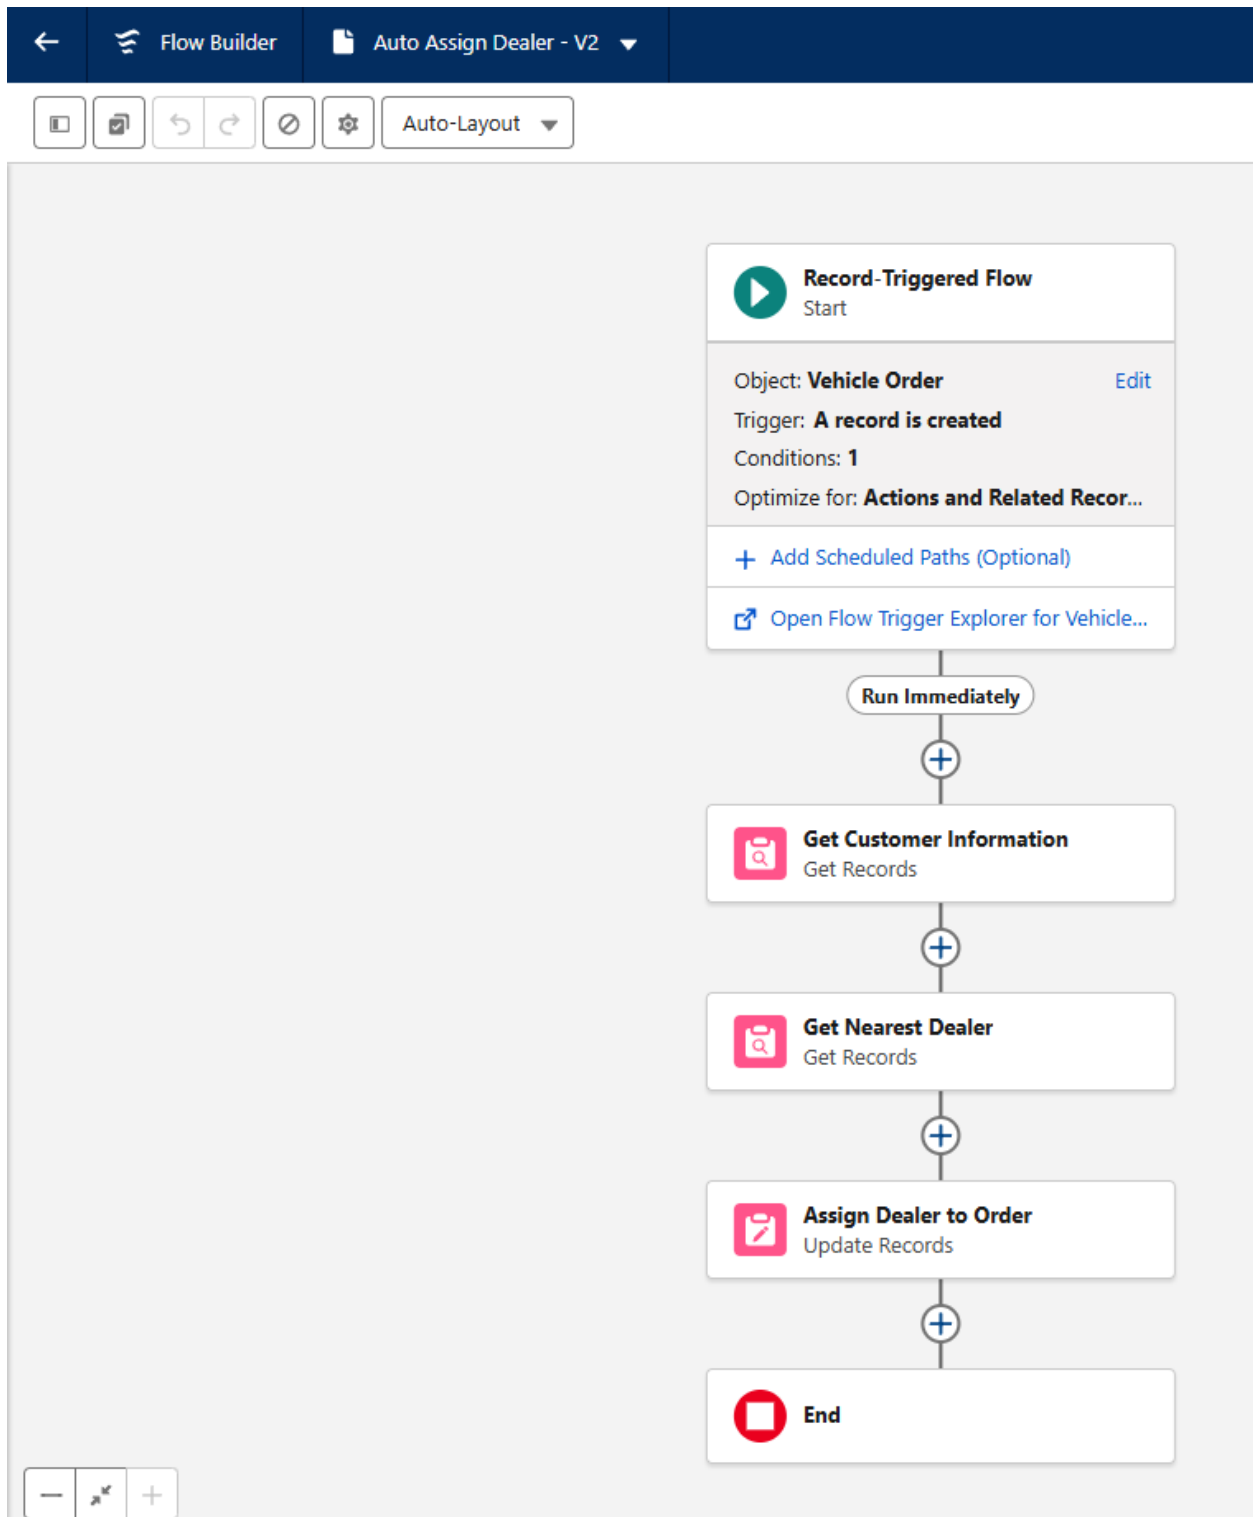 Flow Builder
Auto Assign Dealer - V2
Auto-Layout
Record-Triggered Flow
Start
Object: Vehicle Order
Edit
Trigger: A record is created
Conditions: 1
Optimize for: Actions and Related Recor...
Add Scheduled Paths (Optional)
Open Flow Trigger Explorer for Vehicle...
Run Immediately
Get Customer Information
Get Records
Get Nearest Dealer
Get Records
Assign Dealer to Order
Update Records
End